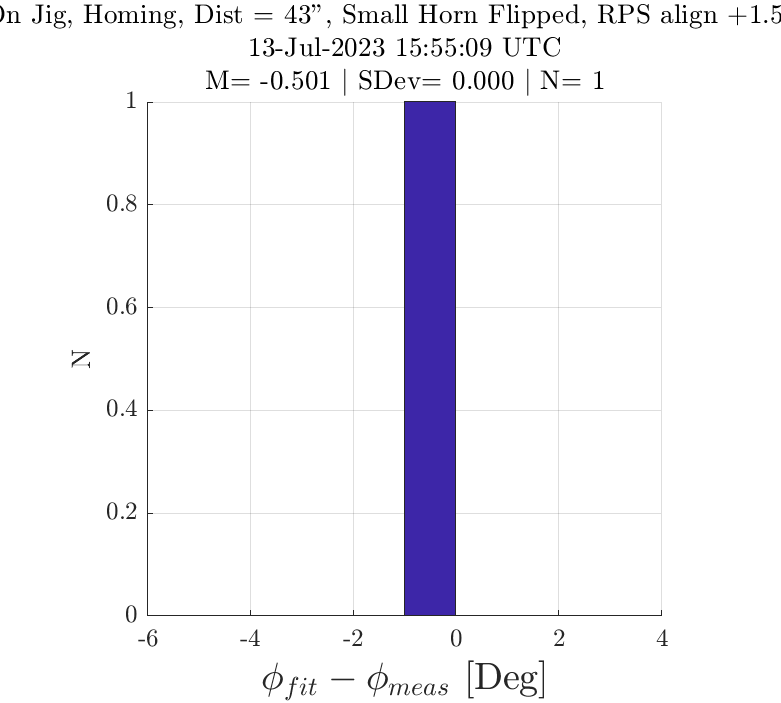 On Jig, Homing, Dist = 43", Small Horn Flipped, RPS align +1.5
13-Jul-2023 15:55:09 UTC
M= -0.501 | SDev= 0.000 | N= 1
1
0.8
0.6
0.4
0.2
0
N
-6 -4 -2 0 2 4
ϕ_fit − ϕ_meas [Deg]